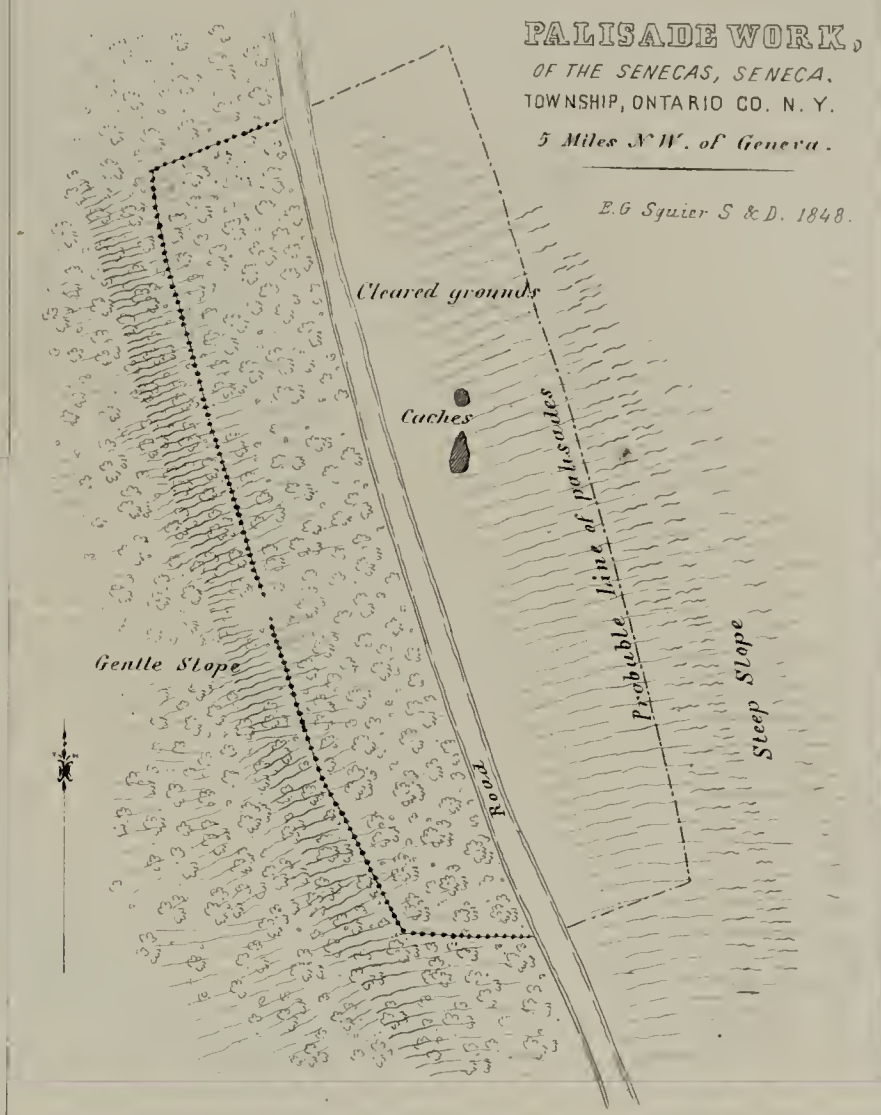 PALISADE WORK,
OF THE SENECAS, SENECA.
TOWNSHIP, ONTARIO CO. N. Y.
5 Miles N W. of Geneva.
E.G Squier S & D. 1848.
Cleared grounds
Caches
Probable line of palisades
Gentle Slope
Steep Slope
Road